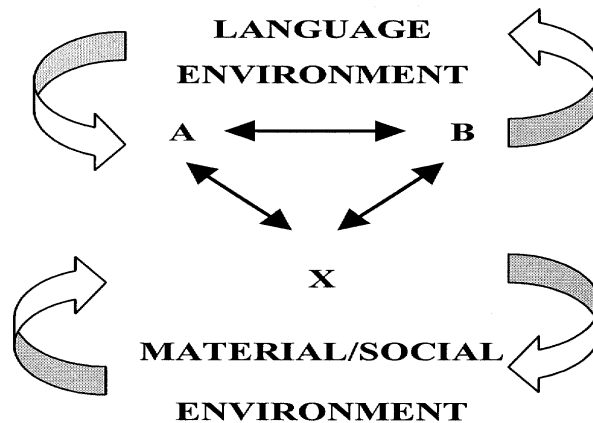 LANGUAGE
ENVIRONMENT
A B
X
MATERIAL/SOCIAL
ENVIRONMENT